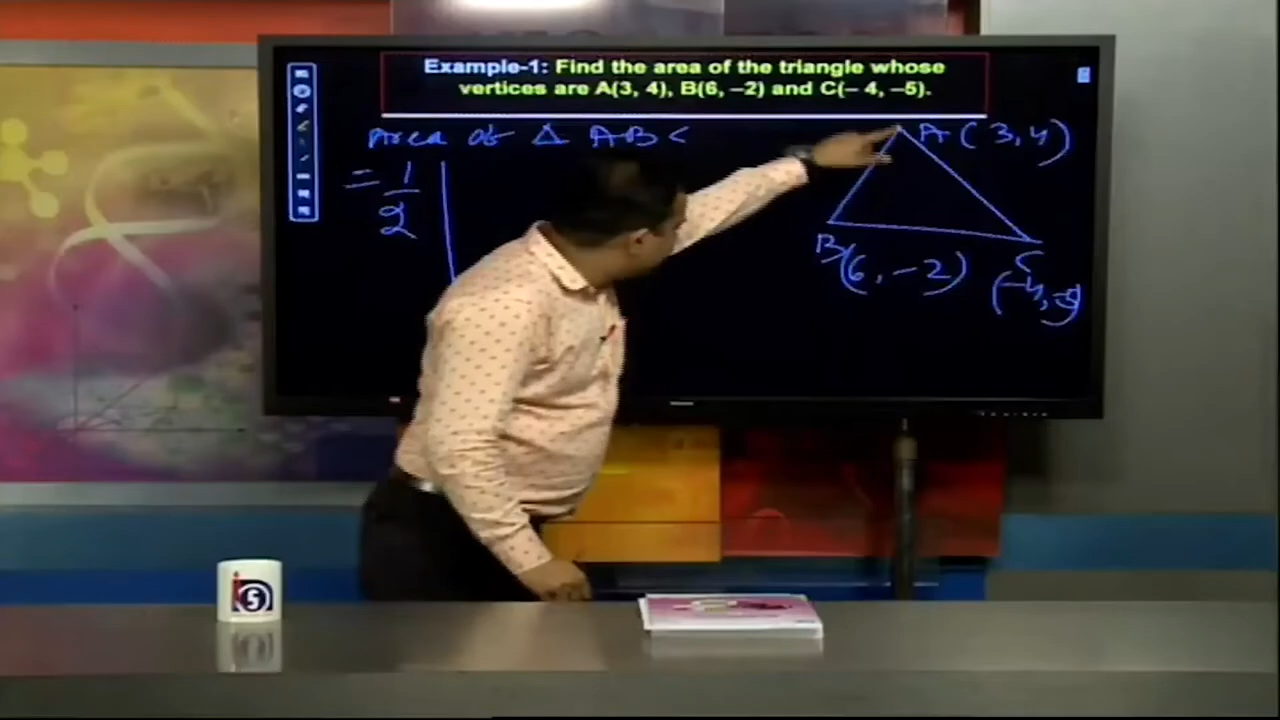 Example-1: Find the area of the triangle whose
vertices are A(3, 4), B(6, –2) and C(– 4, –5).
Area of Δ ABC
= 1/2 |
A (3, 4)
B(6, -2)
C
(-4, -5)
5